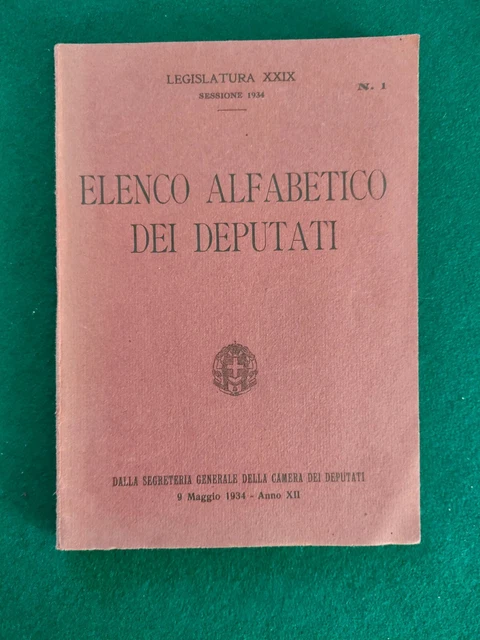 LEGISLATURA XXIX
SESSIONE 1934
N. 1
ELENCO ALFABETICO
DEI DEPUTATI
DALLA SEGRETERIA GENERALE DELLA CAMERA DEI DEPUTATI
9 Maggio 1934 - Anno XII